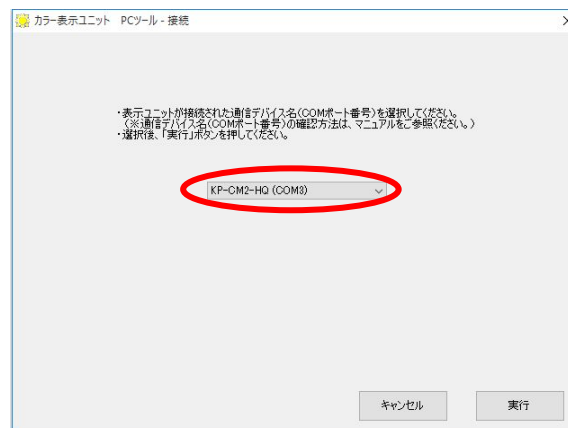 カラー表示ユニット PCツール - 接続
・表示ユニットが接続された通信デバイス名(COMポート番号)を選択してください。
(※通信デバイス名(COMポート番号)の確認方法は、マニュアルをご参照ください。)
・選択後、「実行」ボタンを押してください。
KP-CM2-HQ (COM3)
キャンセル
実行